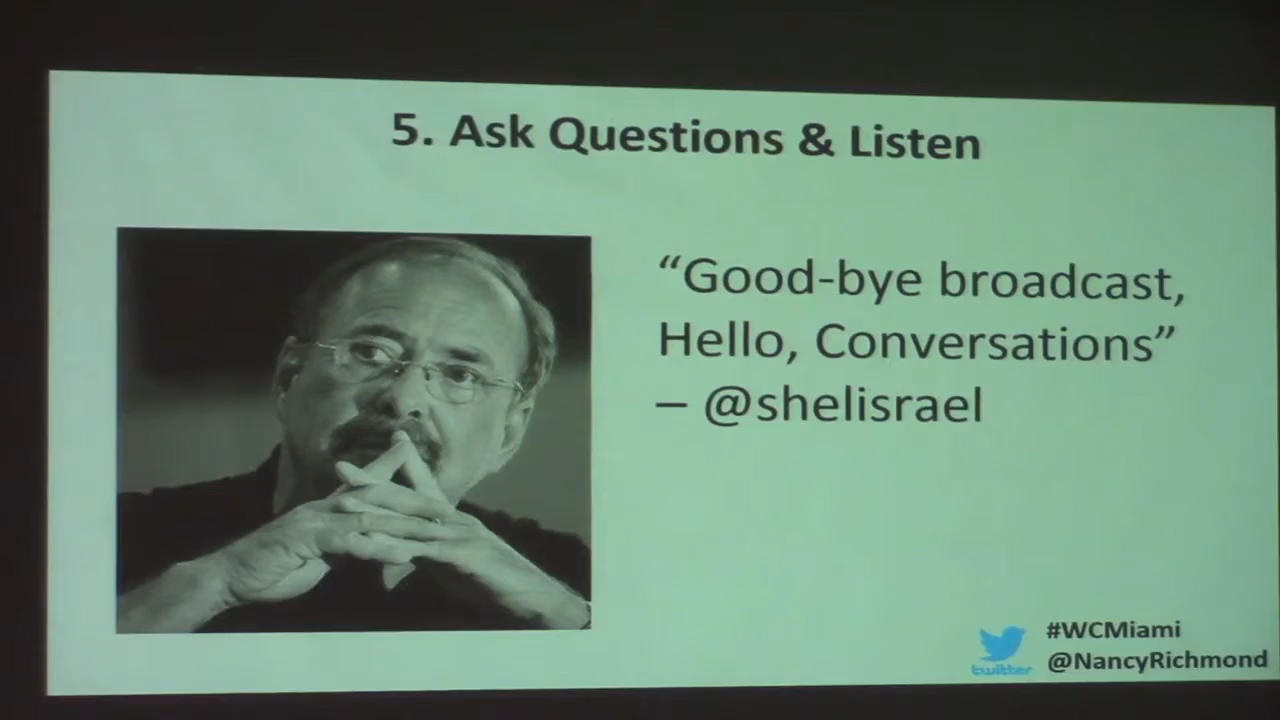 5. Ask Questions & Listen
“Good-bye broadcast,
Hello, Conversations”
– @shelisrael
#WCMiami
twitter
@NancyRichmond